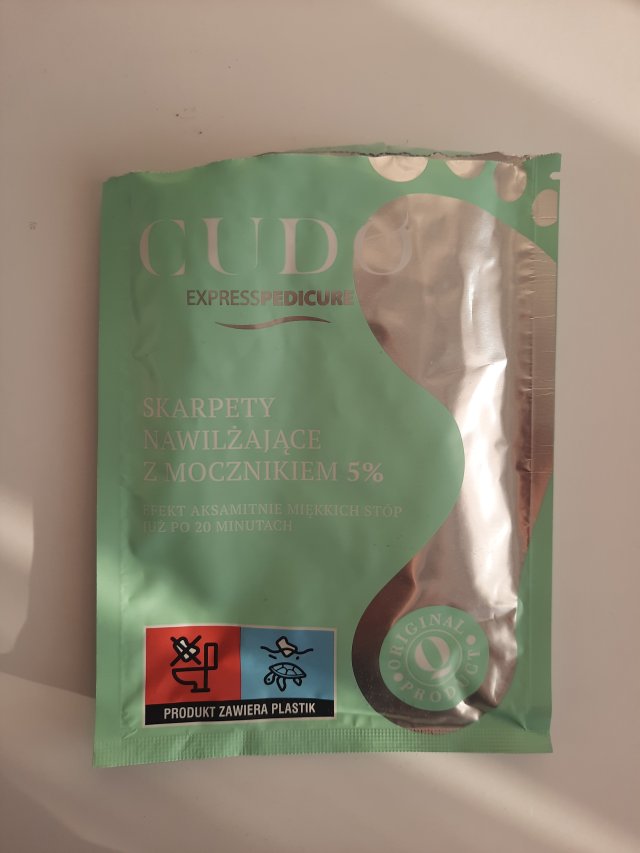 CUDO
EXPRESSPEDICURE
SKARPETY
NAWILŻAJĄCE
Z MOCZNIKIEM 5%
EFEKT AKSAMITNIE MIĘKKICH STÓP
JUŻ PO 20 MINUTACH
ORIGINAL
Q
PRODUCT
PRODUKT ZAWIERA PLASTIK